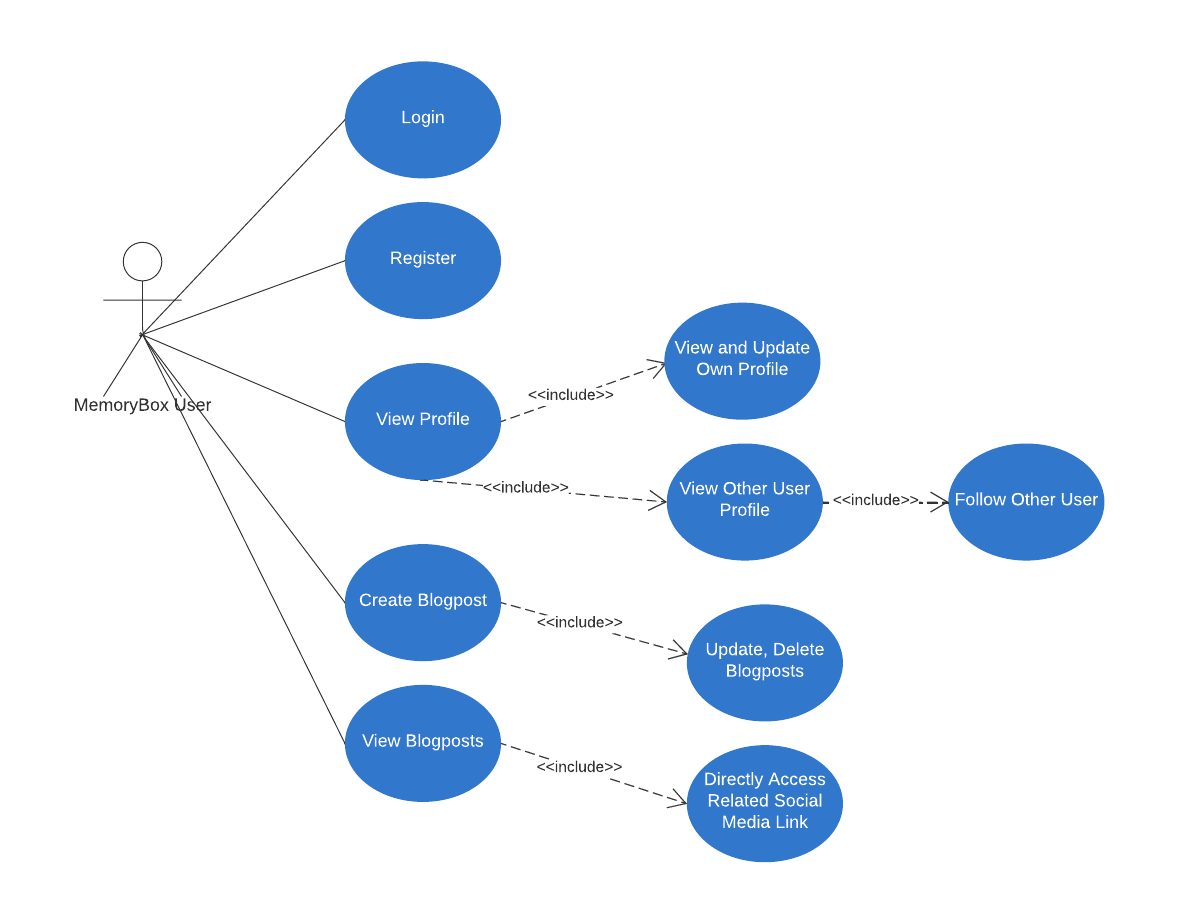 Login
Register
MemoryBox User
View and Update
Own Profile
<<include>>
View Profile
<<include>>
View Other User
Profile
<<include>>
Follow Other User
Create Blogpost
<<include>>
Update, Delete
Blogposts
View Blogposts
<<include>>
Directly Access
Related Social
Media Link